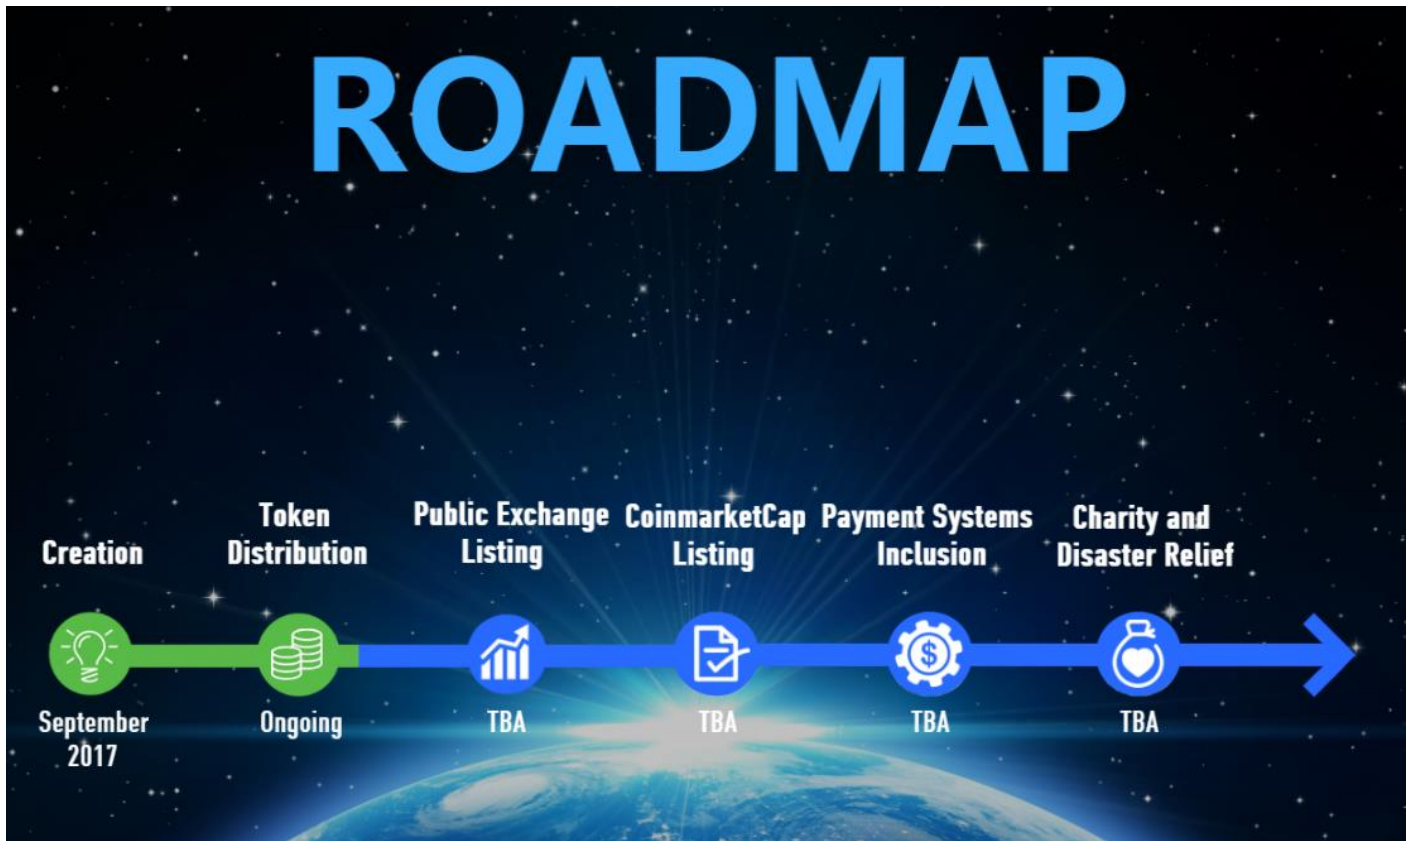 ROADMAP
Creation
Token
Distribution
Public Exchange
Listing
CoinmarketCap
Listing
Payment Systems
Inclusion
Charity and
Disaster Relief
$
September
2017
Ongoing
TBA
TBA
TBA
TBA